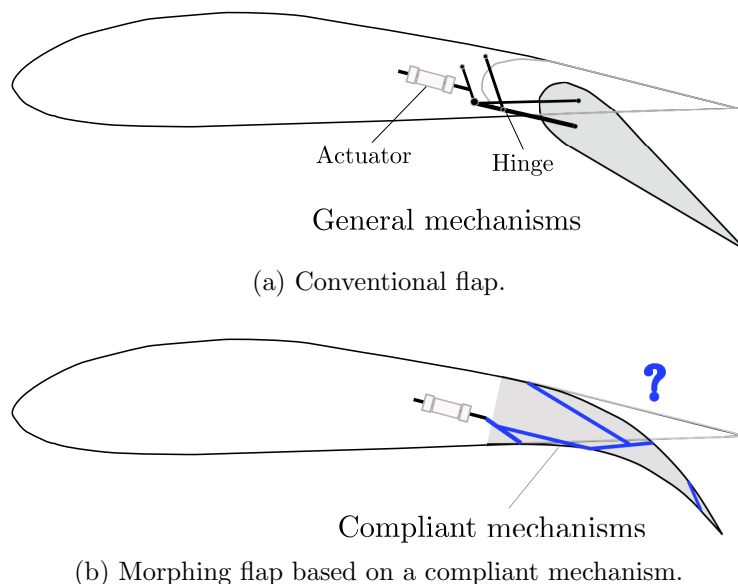 Actuator
Hinge
General mechanisms
(a) Conventional flap.
?
Compliant mechanisms
(b) Morphing flap based on a compliant mechanism.